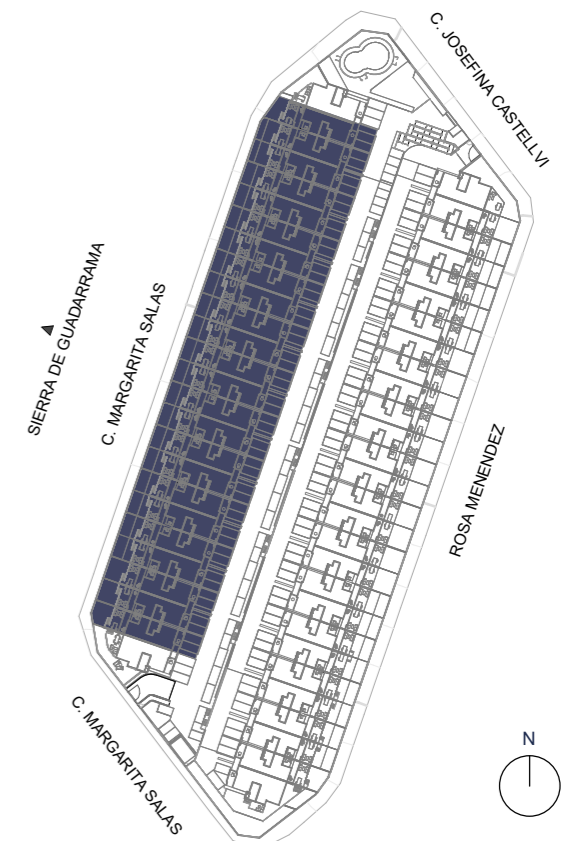 C. JOSEFINA CASTELLVI
SIERRA DE GUADARRAMA
C. MARGARITA SALAS
ROSA MENENDEZ
C. MARGARITA SALAS
N